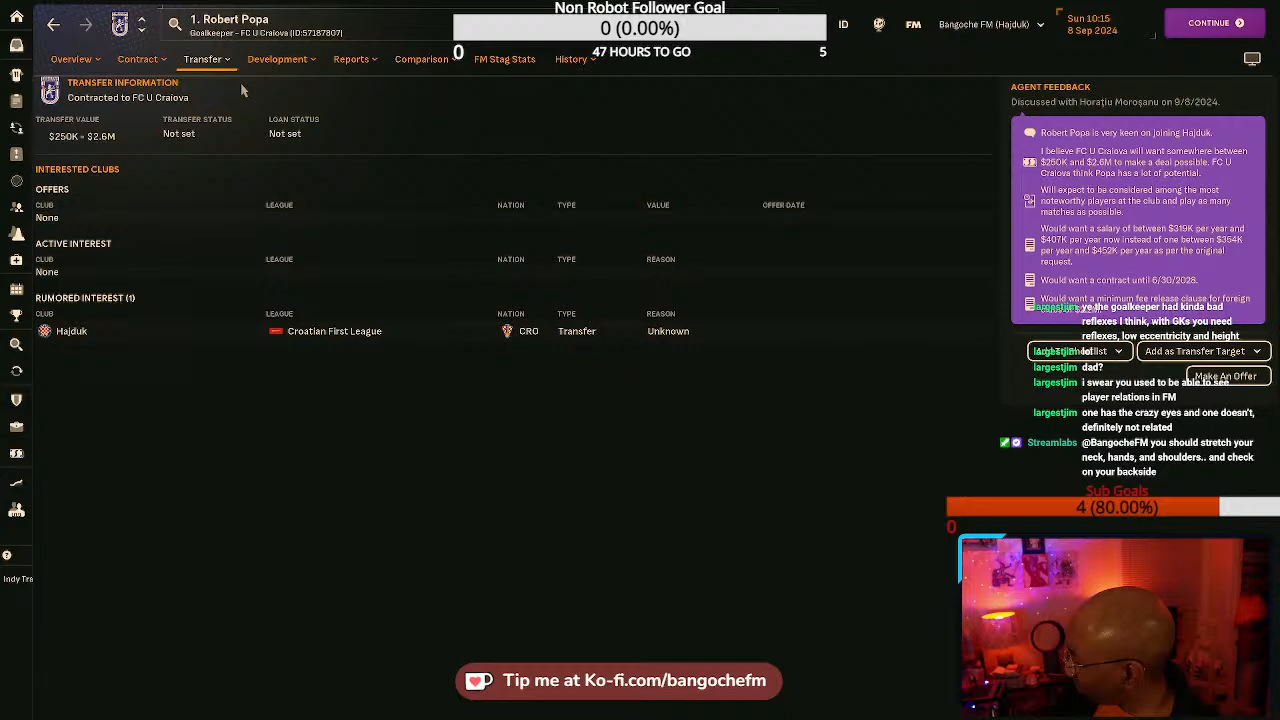 Non Robot Follower Goal
0 (0.00%)
0
47 HOURS TO GO
5
1. Robert Popa
Goalkeeper - FC U Craiova (ID:57187807)
ID
FM
Bangoche FM (Hajduk)
Sun 10:15
8 Sep 2024
CONTINUE
Overview
Contract
Transfer
Development
Reports
Comparison
FM Stag Stats
History
TRANSFER INFORMATION
Contracted to FC U Craiova
TRANSFER VALUE
TRANSFER STATUS
LOAN STATUS
$250K - $2.6M
Not set
Not set
INTERESTED CLUBS
OFFERS
CLUB
LEAGUE
NATION
TYPE
VALUE
OFFER DATE
None
ACTIVE INTEREST
CLUB
LEAGUE
NATION
TYPE
REASON
None
RUMORED INTEREST (1)
CLUB
LEAGUE
NATION
TYPE
REASON
Hajduk
Croatian First League
CRO
Transfer
Unknown
AGENT FEEDBACK
Discussed with Horațiu Moroșanu on 9/8/2024.
Robert Popa is very keen on joining Hajduk.
I believe FC U Craiova will want somewhere between
$250K and $2.6M to make a deal possible. FC U
Craiova think Popa has a lot of potential.
Will expect to be considered among the most
noteworthy players at the club and play as many
matches as possible.
Would want a salary of between $319K per year and
$407K per year now instead of one between $354K
per year and $452K per year as per the original
request.
Would want a contract until 6/30/2028.
Would want a minimum fee release clause for foreign
largestjim ye the goalkeeper had kinda bad
reflexes I think, with GKs you need
reflexes, low eccentricity and height
largestjim lol
list
Add as Transfer Target
largestjim dad?
Make An Offer
largestjim i swear you used to be able to see
player relations in FM
largestjim one has the crazy eyes and one doesn't,
definitely not related
Streamlabs @BangocheFM you should stretch your
neck, hands, and shoulders.. and check
on your backside
Sub Goals
4 (80.00%)
0
Indy Tra
Tip me at Ko-fi.com/bangochefm